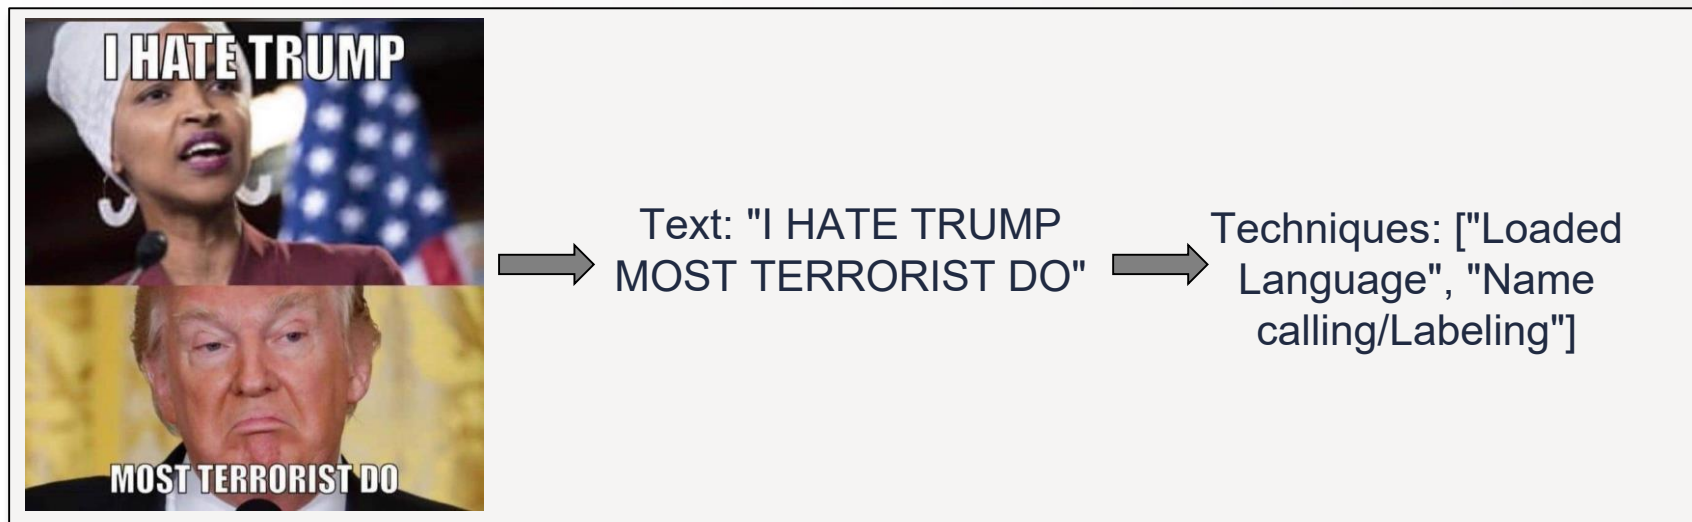 I HATE TRUMP
MOST TERRORIST DO
Text: "I HATE TRUMP
MOST TERRORIST DO"
Techniques: ["Loaded
Language", "Name
calling/Labeling"]